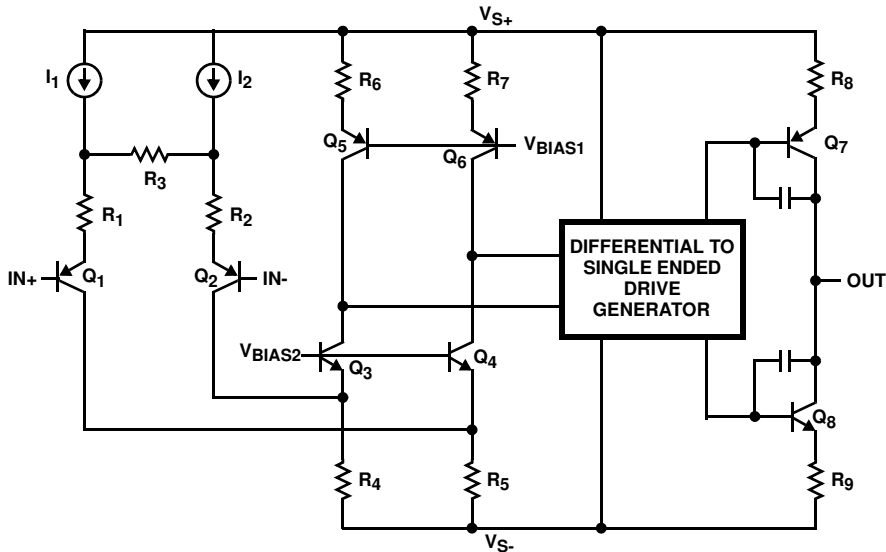 VS+
I1
I2
R6
R7
R8
Q5
Q6
VBIAS1
Q7
R3
R1
R2
IN+
Q1
Q2
IN-
DIFFERENTIAL TO
SINGLE ENDED
DRIVE
GENERATOR
OUT
VBIAS2
Q3
Q4
Q8
R4
R5
R9
VS-